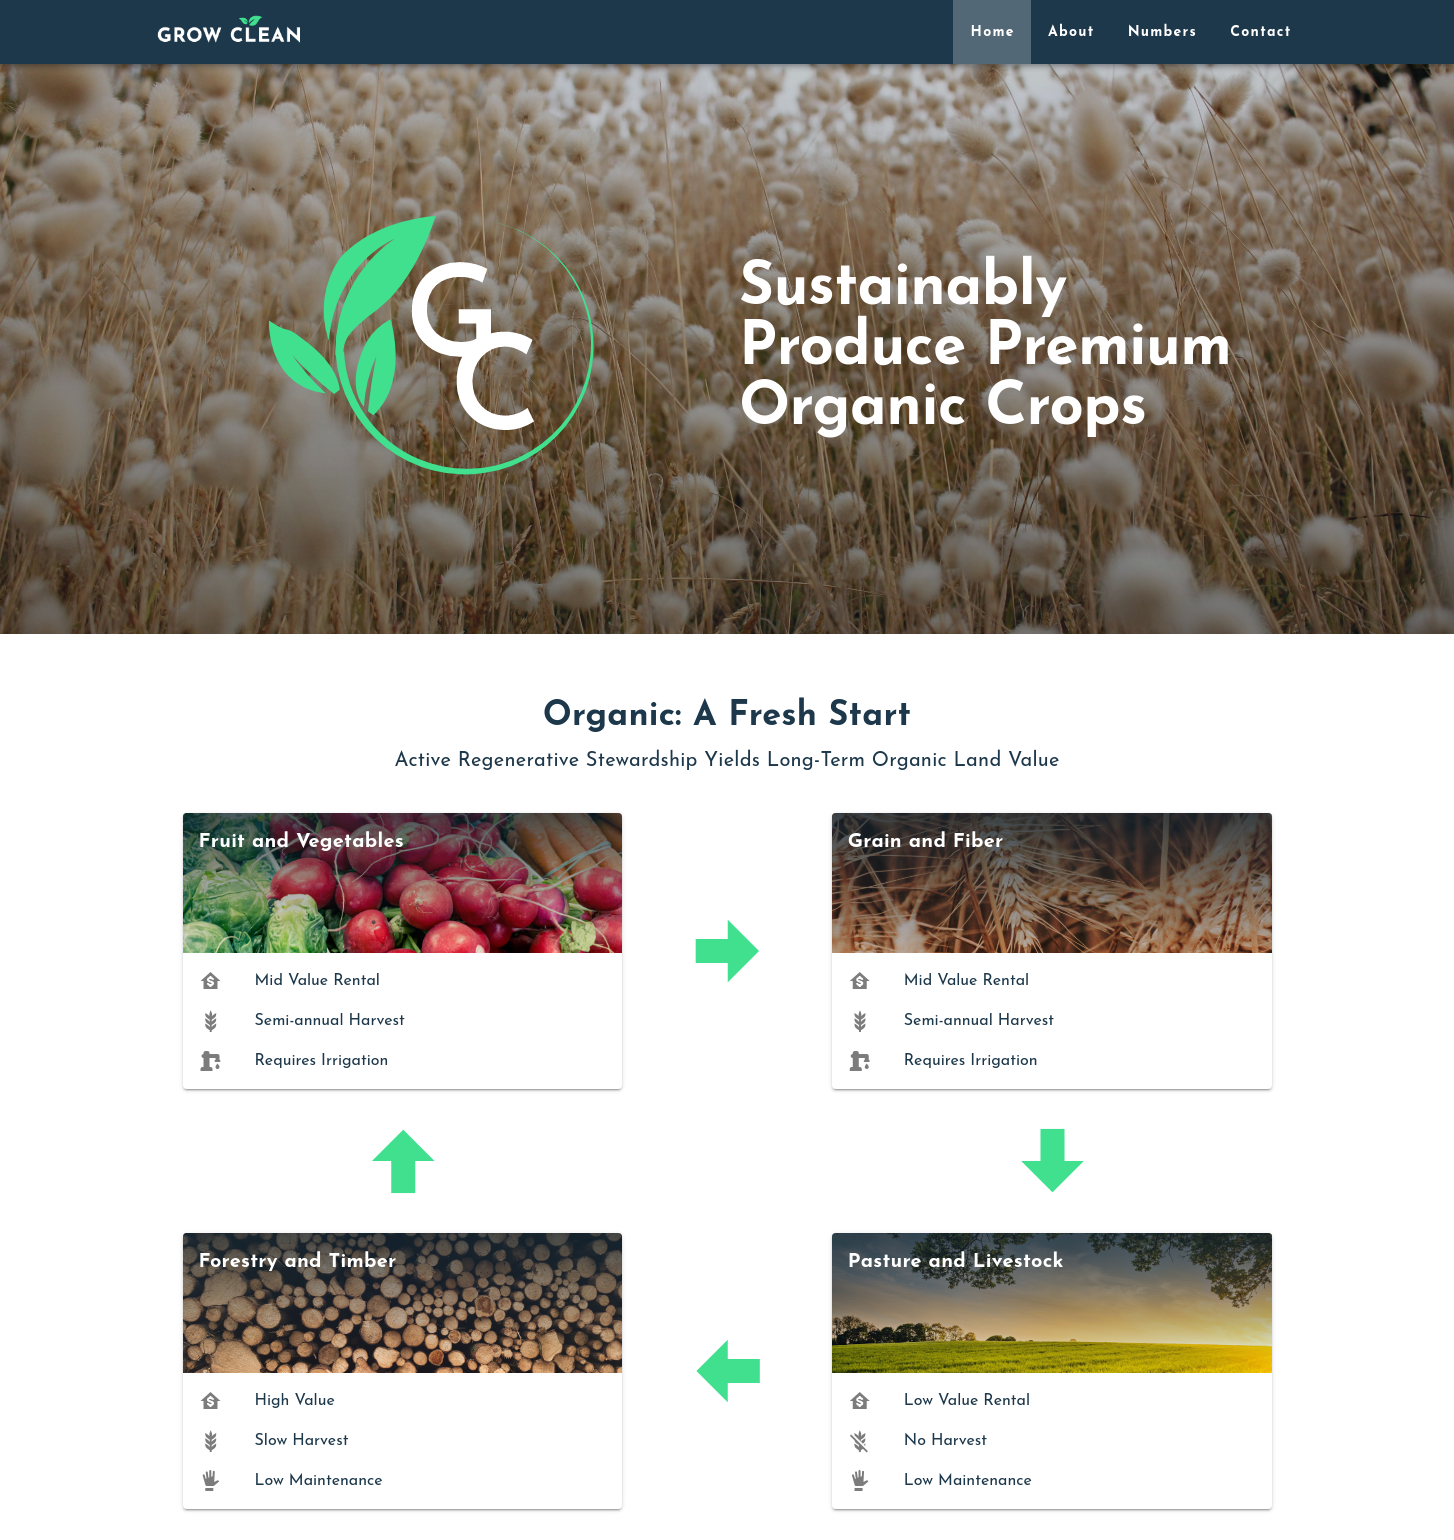 GROW CLEAN
Home
About
Numbers
Contact
GC
Sustainably
Produce Premium
Organic Crops
Organic: A Fresh Start
Active Regenerative Stewardship Yields Long-Term Organic Land Value
Fruit and Vegetables
Mid Value Rental
Semi-annual Harvest
Requires Irrigation
Grain and Fiber
Mid Value Rental
Semi-annual Harvest
Requires Irrigation
Forestry and Timber
High Value
Slow Harvest
Low Maintenance
Pasture and Livestock
Low Value Rental
No Harvest
Low Maintenance